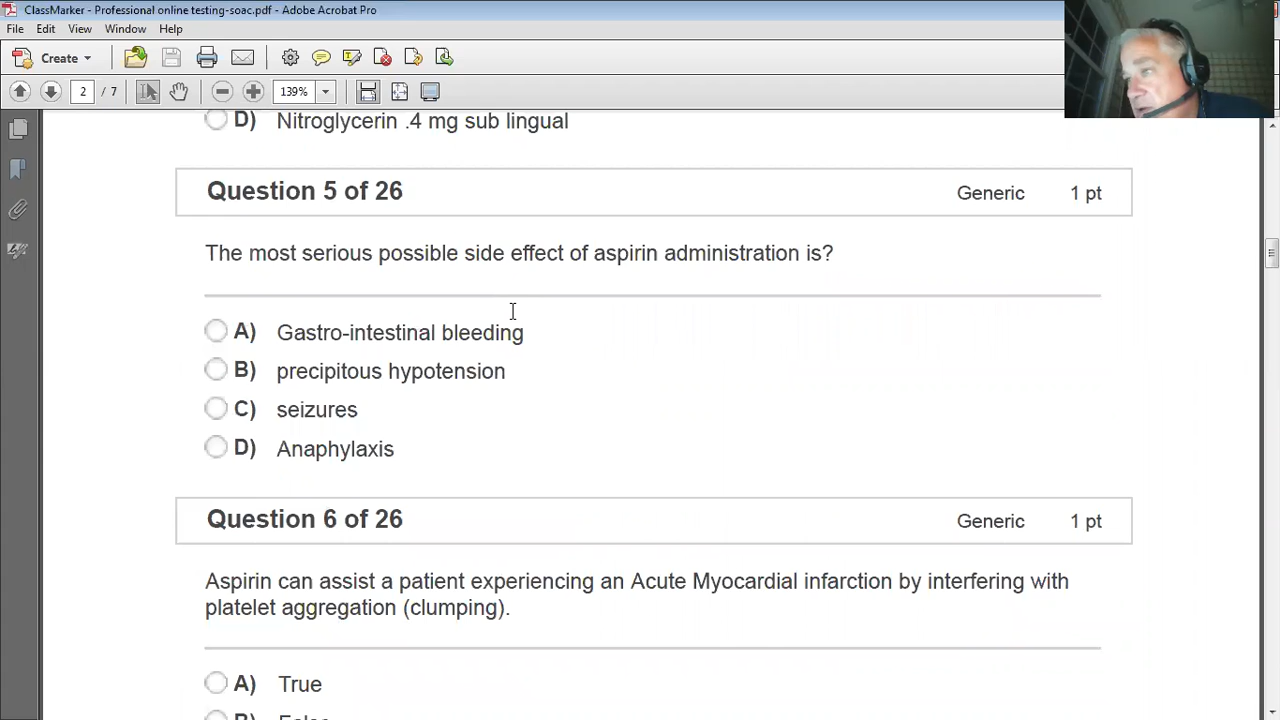 ClassMarker - Professional online testing-soac.pdf - Adobe Acrobat Pro
File Edit View Window Help
Create
2 / 7 139%
D) Nitroglycerin .4 mg sub lingual
Question 5 of 26 Generic 1 pt
The most serious possible side effect of aspirin administration is?
A) Gastro-intestinal bleeding
B) precipitous hypotension
C) seizures
D) Anaphylaxis
Question 6 of 26 Generic 1 pt
Aspirin can assist a patient experiencing an Acute Myocardial infarction by interfering with
platelet aggregation (clumping).
A) True
B) False